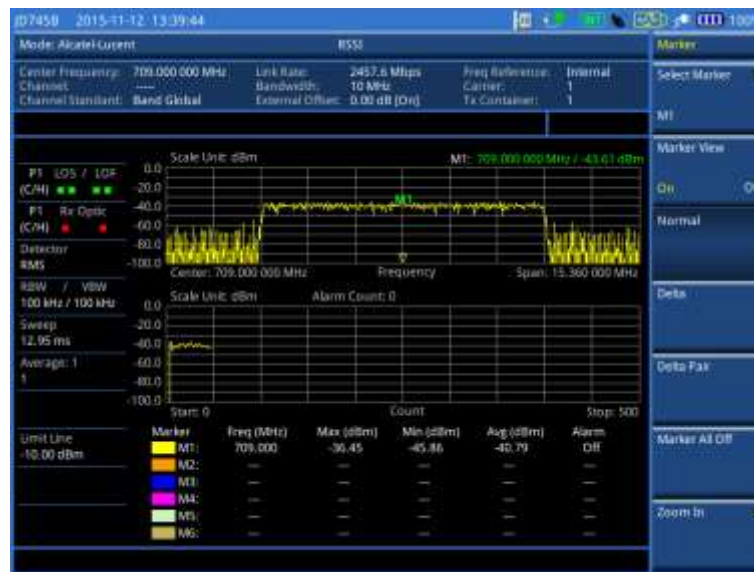 JD745B 2015-11-12 13:39:44
INT
100
Mode: Alcatel-Lucent RSSI
Marker
Center Frequency: 709.000 000 MHz Link Rate: 2457.6 Mbps Freq Reference: Internal
Channel: ---- Bandwidth: 10 MHz Carrier: 1
Channel Standard: Band Global External Offset: 0.00 dB [On] Tx Container: 1
Select Marker
M1
Marker View
On
Normal
Delta
Delta Pair
Marker All Off
Zoom In
P1 LOS / LOF
(C/H)
P1 Rx Optic
(C/H)
Detector
RMS
RBW / VBW
100 kHz / 100 kHz
Sweep
12.95 ms
Average: 1
1
Limit Line
-10.00 dBm
Scale Unit: dBm M1: 709.000 000 MHz / -43.61 dBm
0.0
-20.0
-40.0
-60.0
-80.0
-100.0
M1
Center: 709.000 000 MHz Frequency Span: 15.360 000 MHz
Scale Unit: dBm Alarm Count: 0
0.0
-20.0
-40.0
-60.0
-80.0
-100.0
Start: 0 Count Stop: 500
Marker Freq (MHz) Max (dBm) Min (dBm) Avg (dBm) Alarm
M1: 709.000 -36.45 -45.86 -40.79 Off
M2: --- --- --- --- ---
M3: --- --- --- --- ---
M4: --- --- --- --- ---
M5: --- --- --- --- ---
M6: --- --- --- --- ---